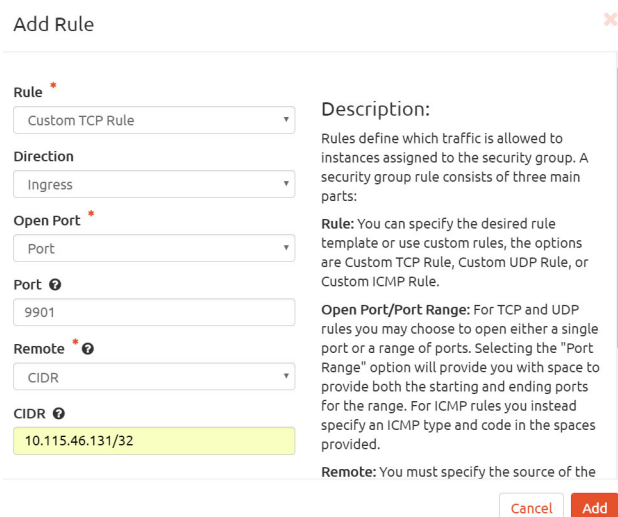 Add Rule
Rule *
Custom TCP Rule
Direction
Ingress
Open Port *
Port
Port
9901
Remote *
CIDR
CIDR
10.115.46.131/32
Description:
Rules define which traffic is allowed to
instances assigned to the security group. A
security group rule consists of three main
parts:
Rule: You can specify the desired rule
template or use custom rules, the options
are Custom TCP Rule, Custom UDP Rule, or
Custom ICMP Rule.
Open Port/Port Range: For TCP and UDP
rules you may choose to open either a single
port or a range of ports. Selecting the "Port
Range" option will provide you with space to
provide both the starting and ending ports
for the range. For ICMP rules you instead
specify an ICMP type and code in the spaces
provided.
Remote: You must specify the source of the
Cancel
Add